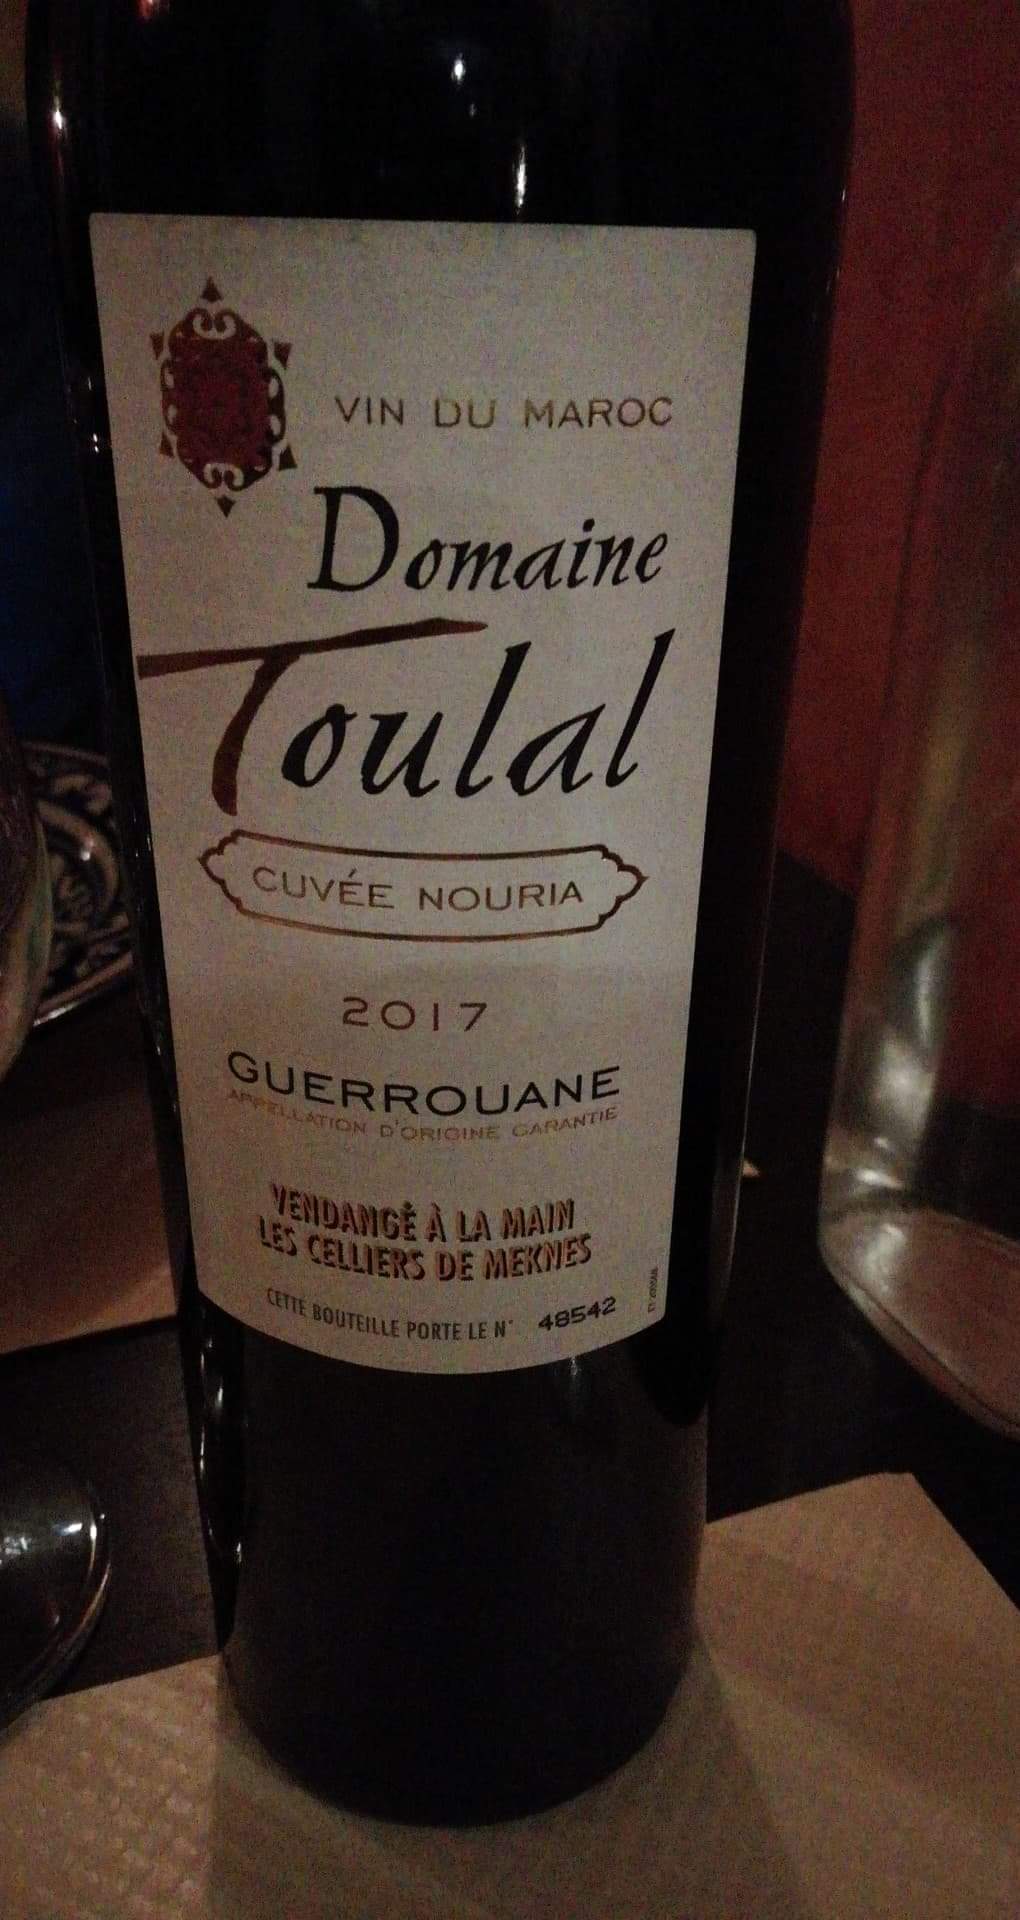 VIN DU MAROC
Domaine
Toulal
CUVÉE NOURIA
2017
GUERROUANE
APPELLATION D'ORIGINE GARANTIE
VENDANGÉ À LA MAIN
LES CELLIERS DE MEKNES
CETTE BOUTEILLE PORTE LE N° 48542